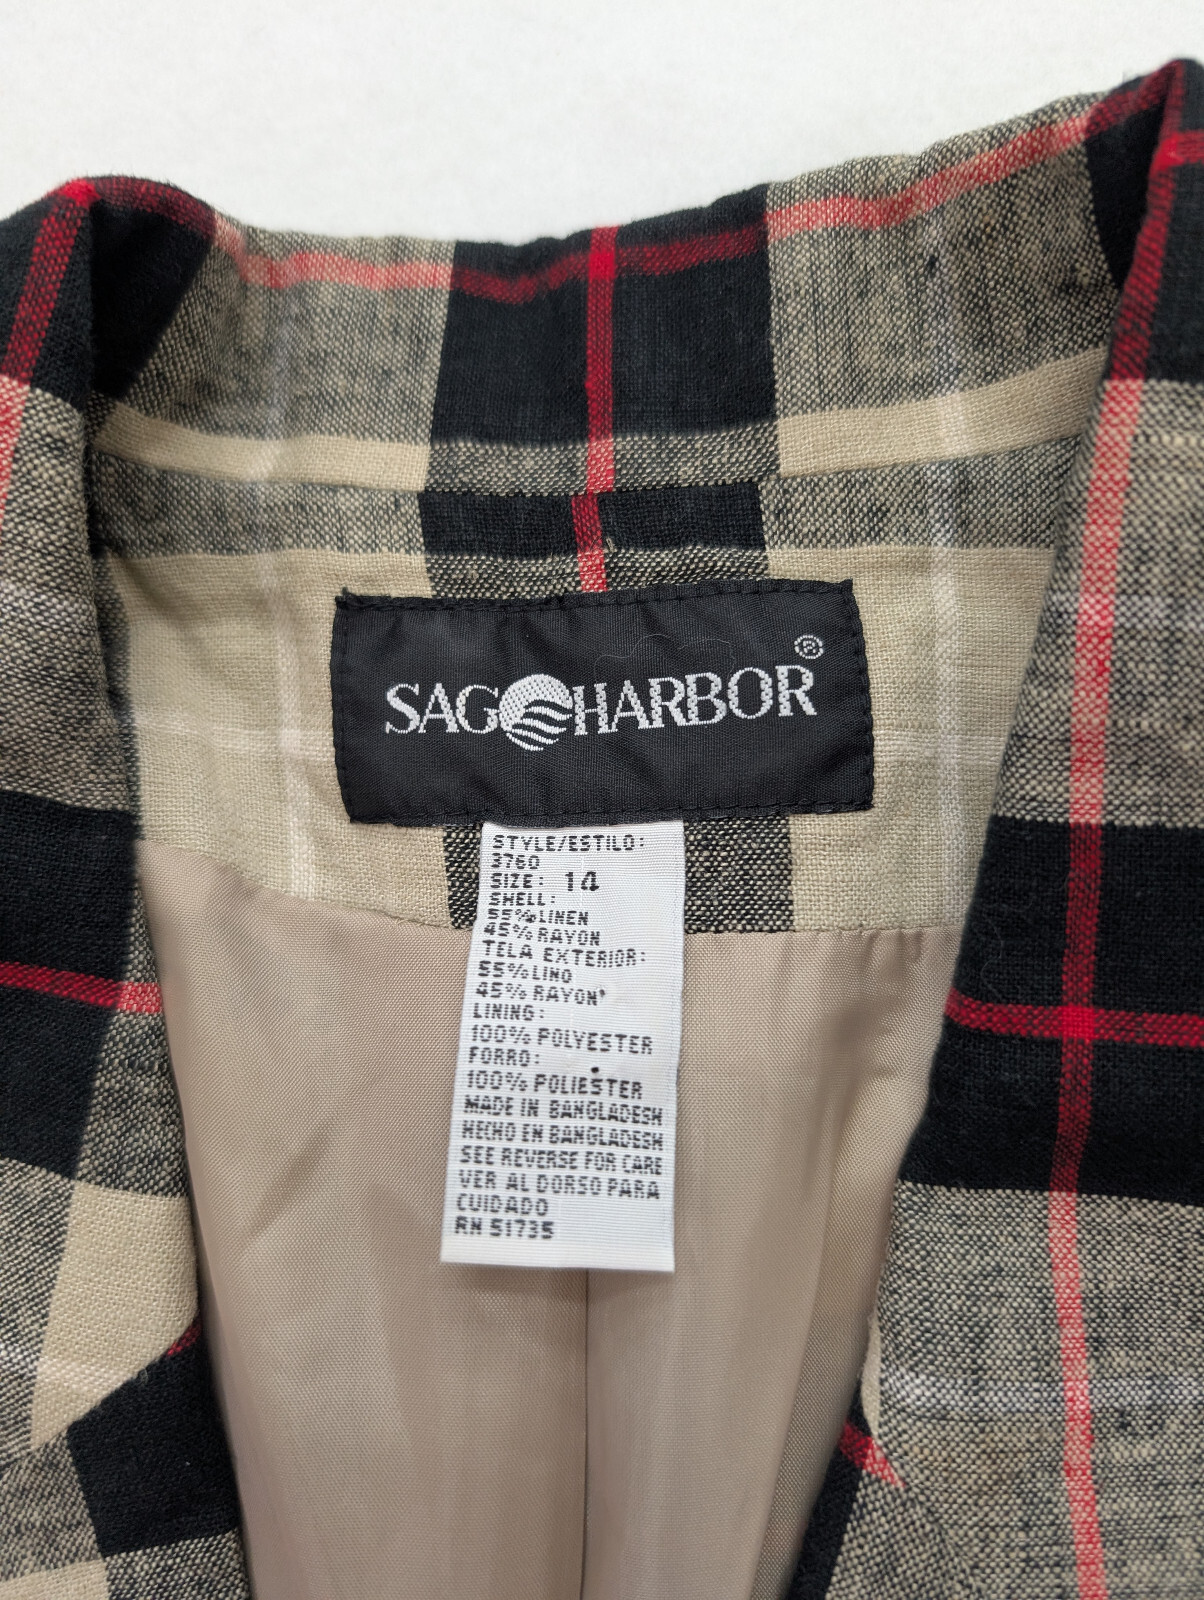 SAG HARBOR®
STYLE/ESTILO:
3760
SIZE: 14
SHELL:
55% LINEN
45% RAYON
TELA EXTERIOR:
55% LINO
45% RAYON
LINING:
100% POLYESTER
FORRO:
100% POLIESTER
MADE IN BANGLADESH
HECHO EN BANGLADESH
SEE REVERSE FOR CARE
VER AL DORSO PARA
CUIDADO
RN 51735